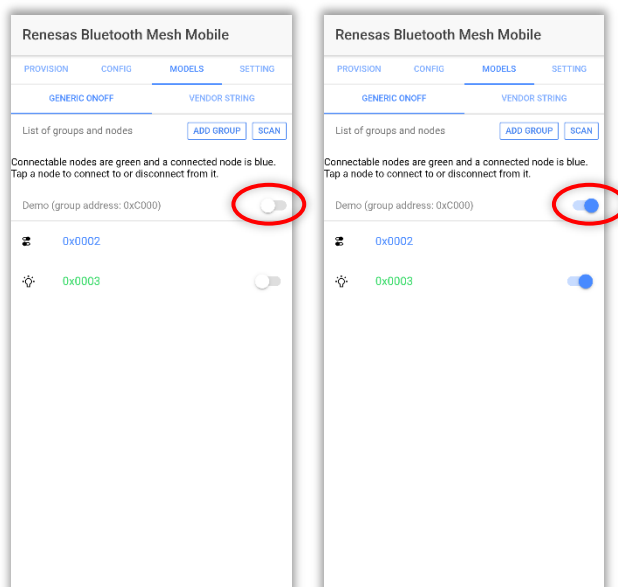 Renesas Bluetooth Mesh Mobile
PROVISION CONFIG MODELS SETTING
GENERIC ONOFF VENDOR STRING
List of groups and nodes ADD GROUP SCAN
Connectable nodes are green and a connected node is blue.
Tap a node to connect to or disconnect from it.
Demo (group address: 0xC000)
0x0002
0x0003
Renesas Bluetooth Mesh Mobile
PROVISION CONFIG MODELS SETTING
GENERIC ONOFF VENDOR STRING
List of groups and nodes ADD GROUP SCAN
Connectable nodes are green and a connected node is blue.
Tap a node to connect to or disconnect from it.
Demo (group address: 0xC000)
0x0002
0x0003